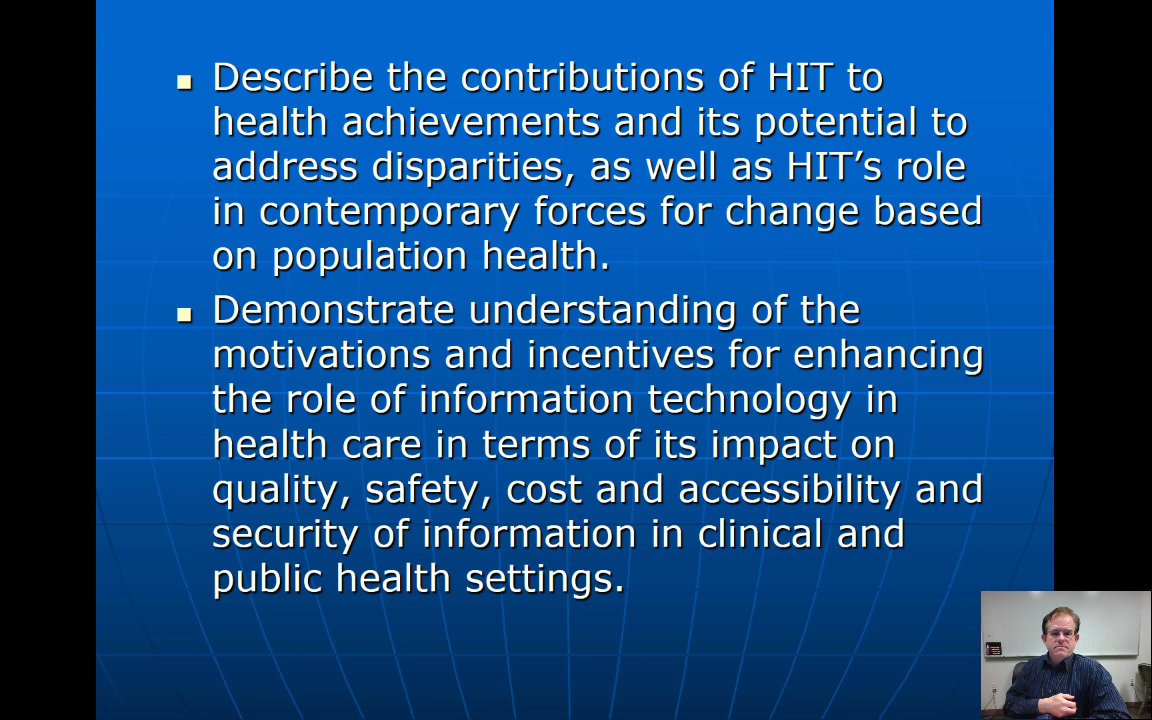 Describe the contributions of HIT to
health achievements and its potential to
address disparities, as well as HIT’s role
in contemporary forces for change based
on population health.
Demonstrate understanding of the
motivations and incentives for enhancing
the role of information technology in
health care in terms of its impact on
quality, safety, cost and accessibility and
security of information in clinical and
public health settings.